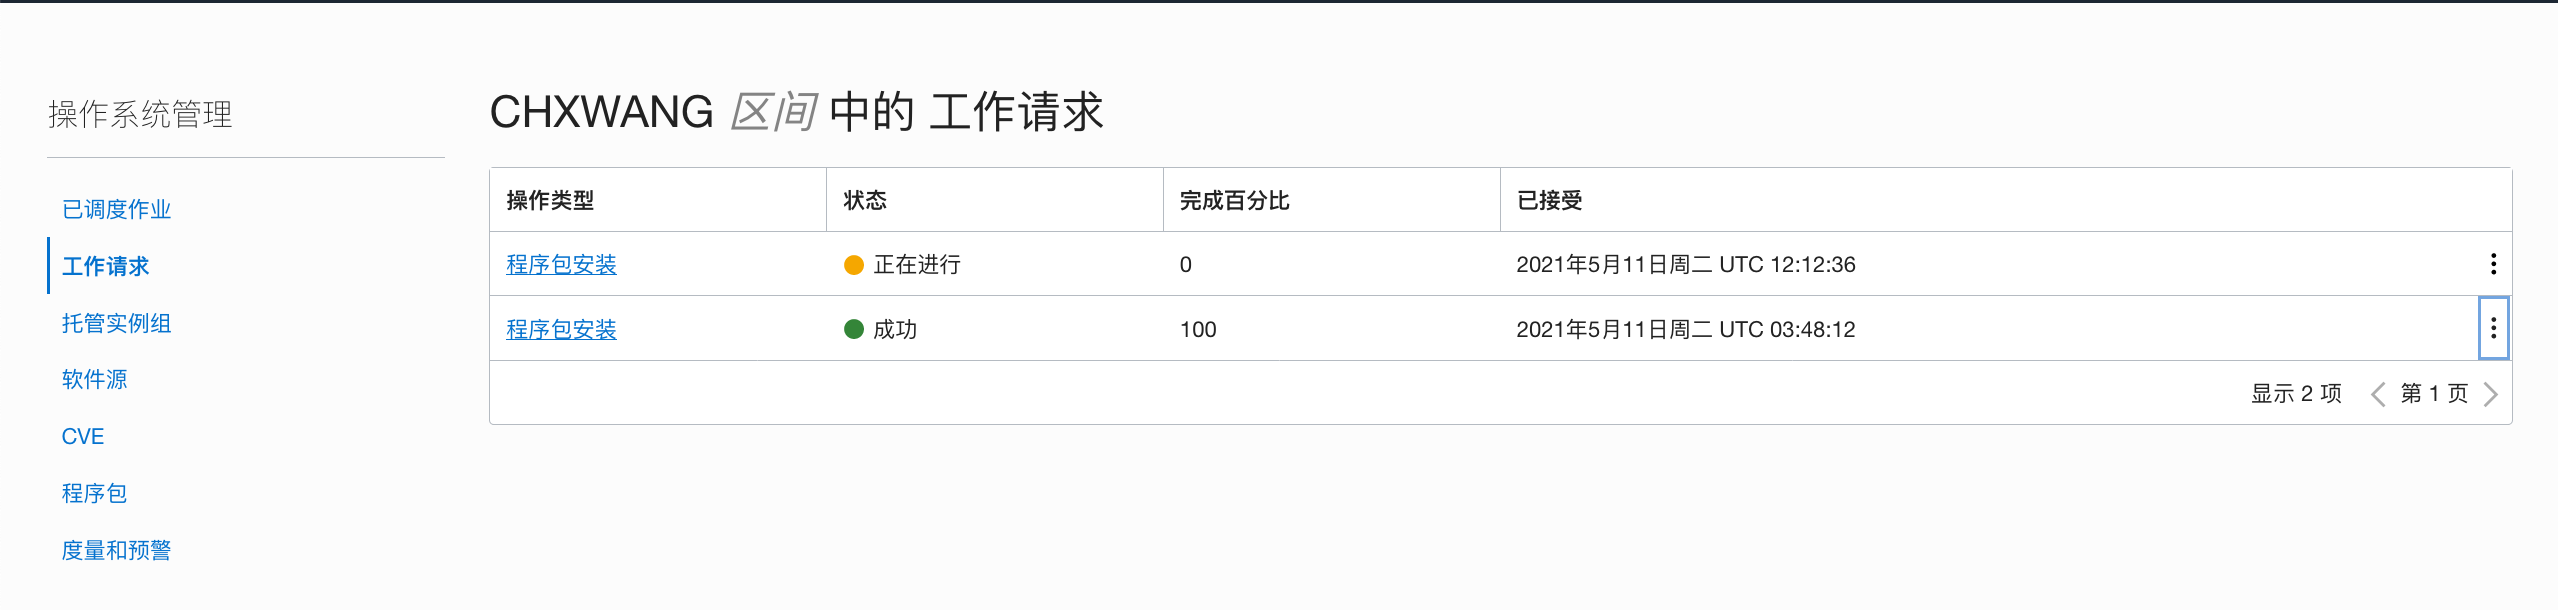 操作系统管理
已调度作业
工作请求
托管实例组
软件源
CVE
程序包
度量和预警
CHXWANG 区间 中的 工作请求
操作类型 状态 完成百分比 已接受
程序包安装 正在进行 0 2021年5月11日周二 UTC 12:12:36
程序包安装 成功 100 2021年5月11日周二 UTC 03:48:12
显示 2 项 第 1 页